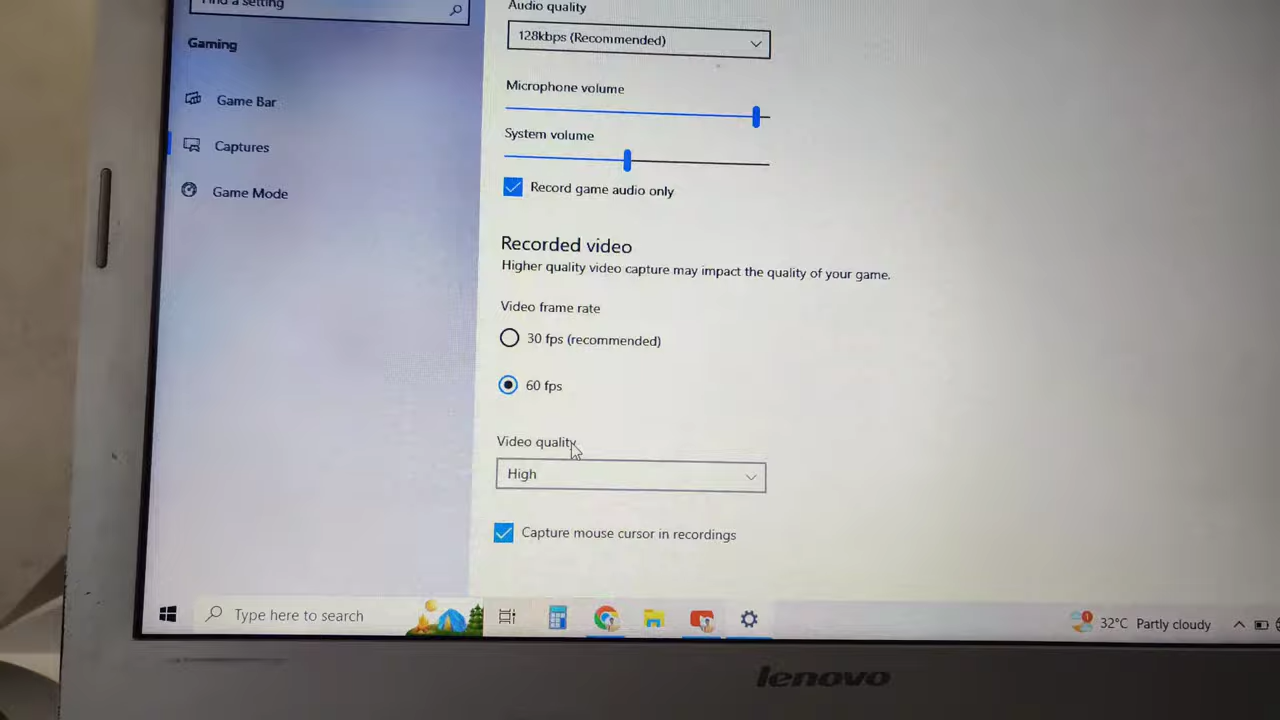 Find a setting
Gaming
Game Bar
Captures
Game Mode
Audio quality
128kbps (Recommended)
Microphone volume
System volume
Record game audio only
Recorded video
Higher quality video capture may impact the quality of your game.
Video frame rate
30 fps (recommended)
60 fps
Video quality
High
Capture mouse cursor in recordings
Type here to search
1
32°C Partly cloudy
lenovo